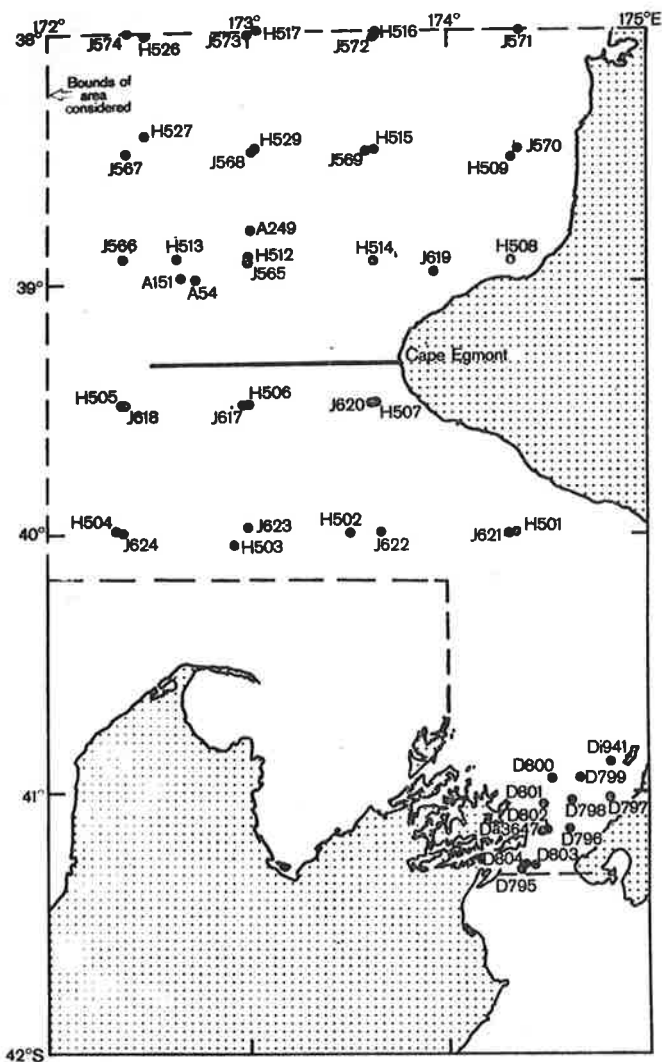 172°
173°
174°
175°E
38°
J574
H526
J573
H517
H516
J572
J571
Bounds of
area
considered
H527
J567
H529
J568
H515
J569
J570
H509
A249
J566
H513
H512
J565
H514
J619
H508
39°
A151
A54
Cape Egmont
H505
J618
H506
J617
J620
H507
H504
J624
J623
H503
H502
J622
H501
J621
40°
Di941
D800
D799
41°
D801
D798
D797
D802
Da3647
D796
D804
D803
D795
42°S